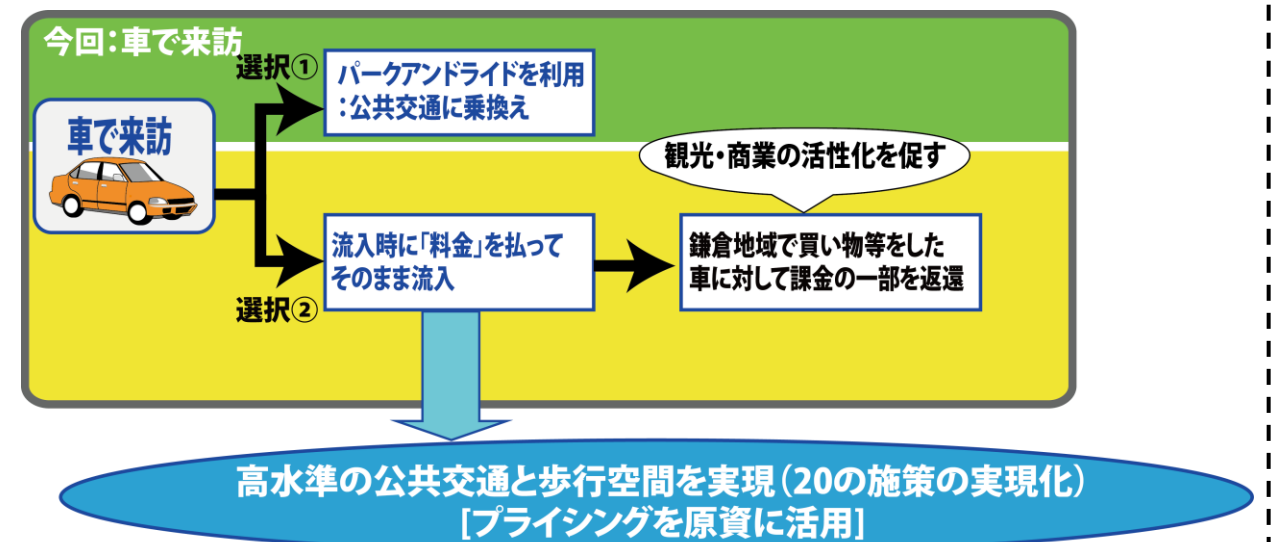 今回：車で来訪
選択①
パークアンドライドを利用
：公共交通に乗換え
車で来訪
観光・商業の活性化を促す
流入時に「料金」を払って
そのまま流入
鎌倉地域で買い物等をした
車に対して課金の一部を返還
選択②
高水準の公共交通と歩行空間を実現（20の施策の実現化）
[プライシングを原資に活用]